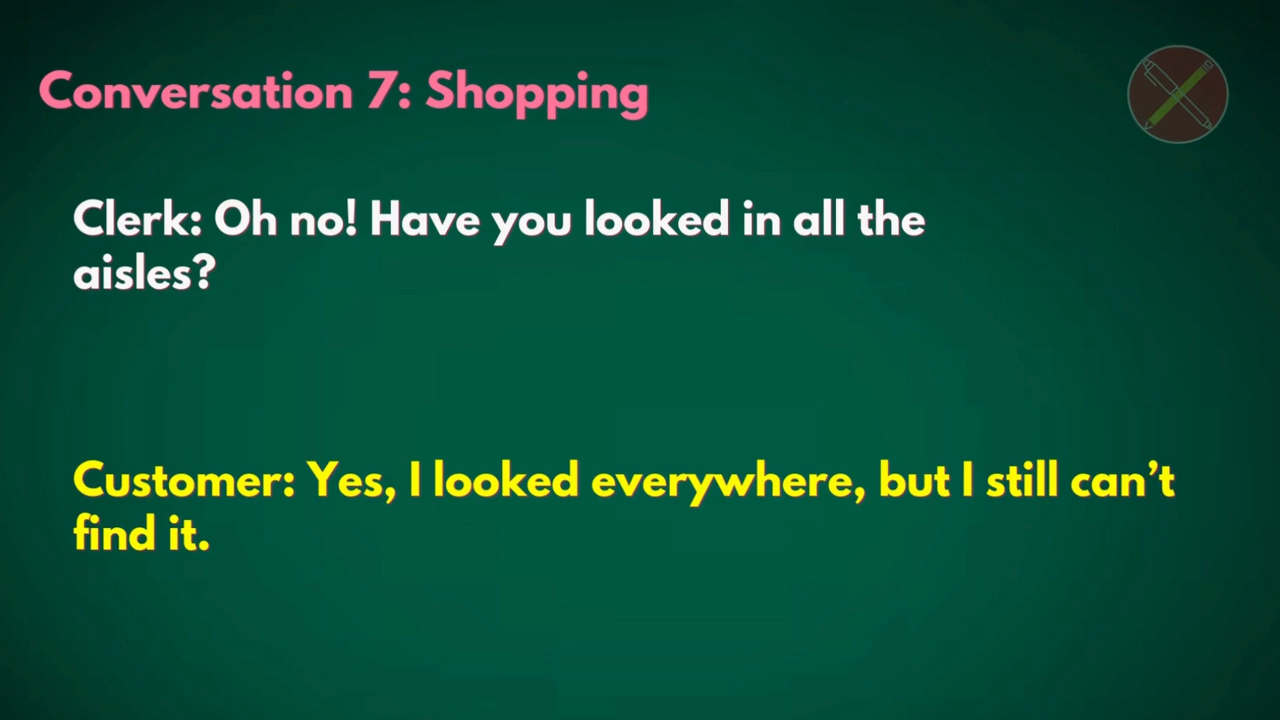 Conversation 7: Shopping
Clerk: Oh no! Have you looked in all the
aisles?
Customer: Yes, I looked everywhere, but I still can’t
find it.